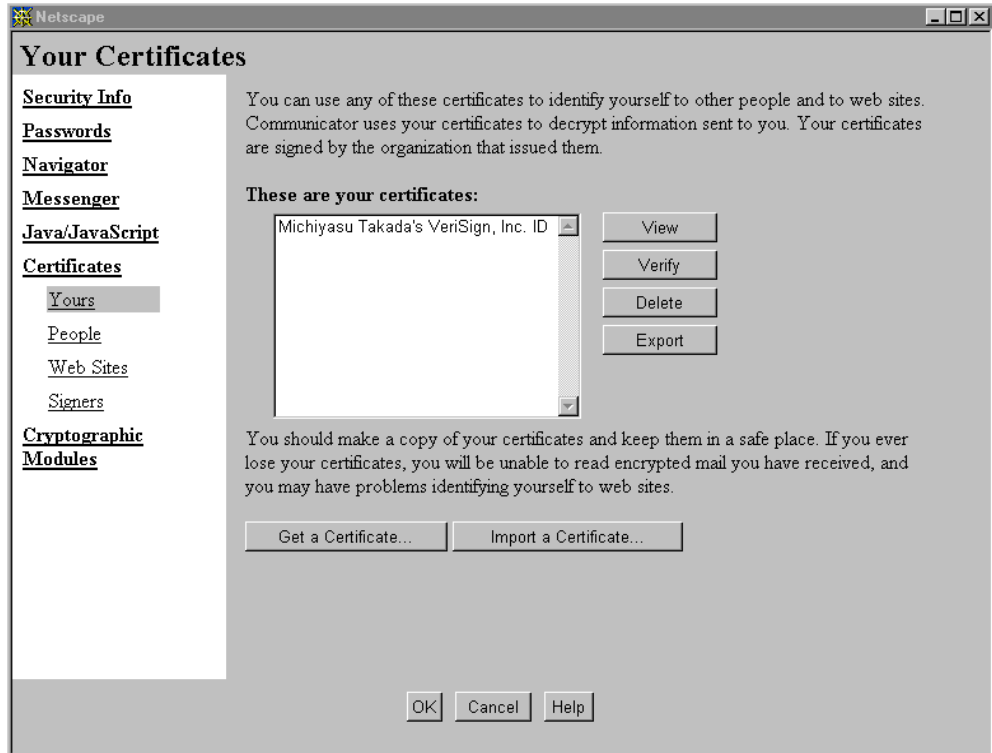 Netscape
Your Certificates
Security Info
Passwords
Navigator
Messenger
Java/JavaScript
Certificates
Yours
People
Web Sites
Signers
Cryptographic
Modules
You can use any of these certificates to identify yourself to other people and to web sites.
Communicator uses your certificates to decrypt information sent to you. Your certificates
are signed by the organization that issued them.
These are your certificates:
Michiyasu Takada's VeriSign, Inc. ID
View
Verify
Delete
Export
You should make a copy of your certificates and keep them in a safe place. If you ever
lose your certificates, you will be unable to read encrypted mail you have received, and
you may have problems identifying yourself to web sites.
Get a Certificate... Import a Certificate...
OK Cancel Help